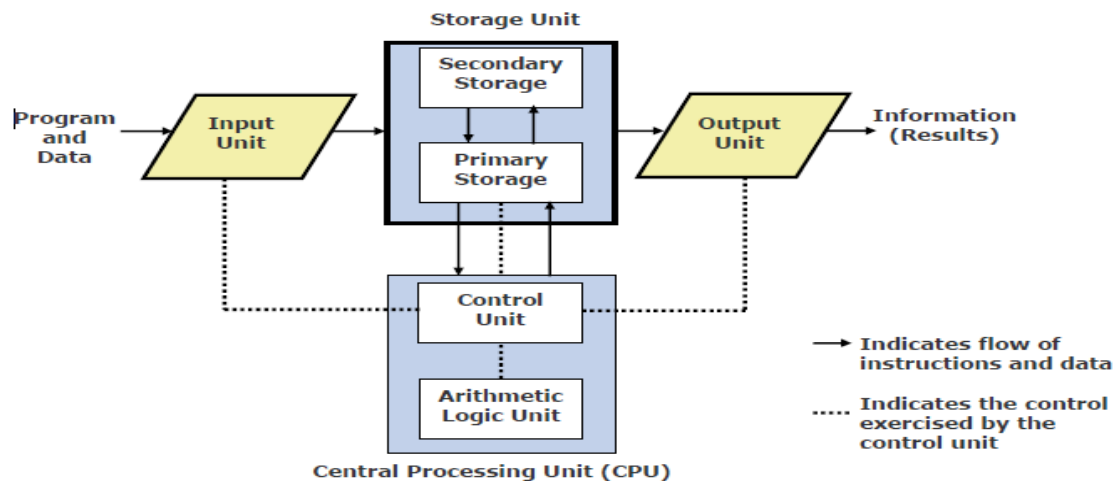 Storage Unit
Secondary
Storage
Program
and
Data
Input
Unit
Primary
Storage
Output
Unit
Information
(Results)
Control
Unit
Arithmetic
Logic Unit
Central Processing Unit (CPU)
Indicates flow of
instructions and data
Indicates the control
exercised by the
control unit